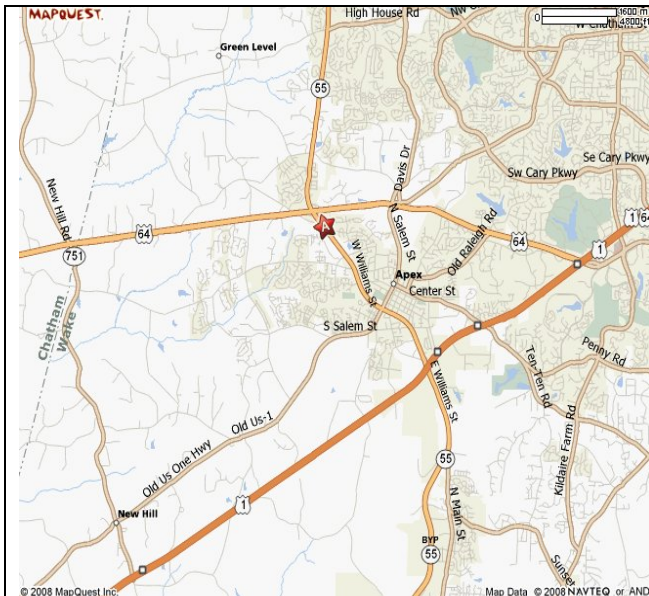 MAPQUEST.
High House Rd
0
1600 m
4800 ft
Green Level
55
Davis Dr
Se Cary Pkwy
Sw Cary Pkwy
New Hill Rd
64
751
A
N Salem St
Old Raleigh Rd
64
1
1
64
W Williams St
Apex
Center St
Chatham
Wake
S Salem St
Penny Rd
Ten-Ten Rd
E Williams St
Kildaire Farm Rd
Old Us-1
Old Us One Hwy
55
N Main St
New Hill
1
BYP
55
Sunset
© 2008 MapQuest Inc.
Map Data © 2008 NAVTEQ or AND